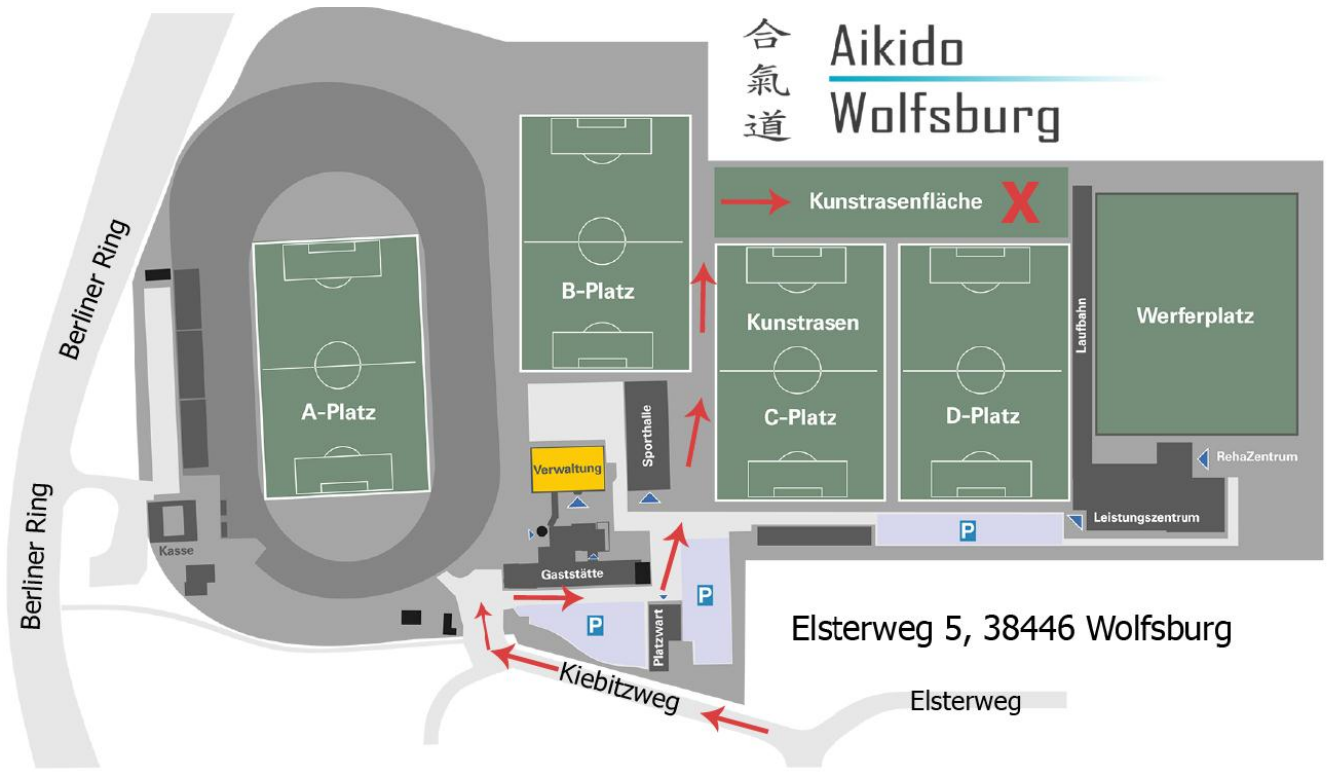 合
氣
道
Aikido
Wolfsburg
Kunstrasenfläche X
B-Platz
Kunstrasen
Werferplatz
Laufbahn
Berliner Ring
A-Platz
C-Platz
D-Platz
Sporthalle
Verwaltung
RehaZentrum
Leistungszentrum
P
Kasse
Gaststätte
P
P
Platzwart
Berliner Ring
Elsterweg 5, 38446 Wolfsburg
Kiebitzweg
Elsterweg